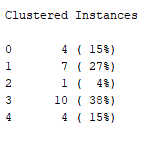 Clustered Instances
0 4 ( 15%)
1 7 ( 27%)
2 1 ( 4%)
3 10 ( 38%)
4 4 ( 15%)